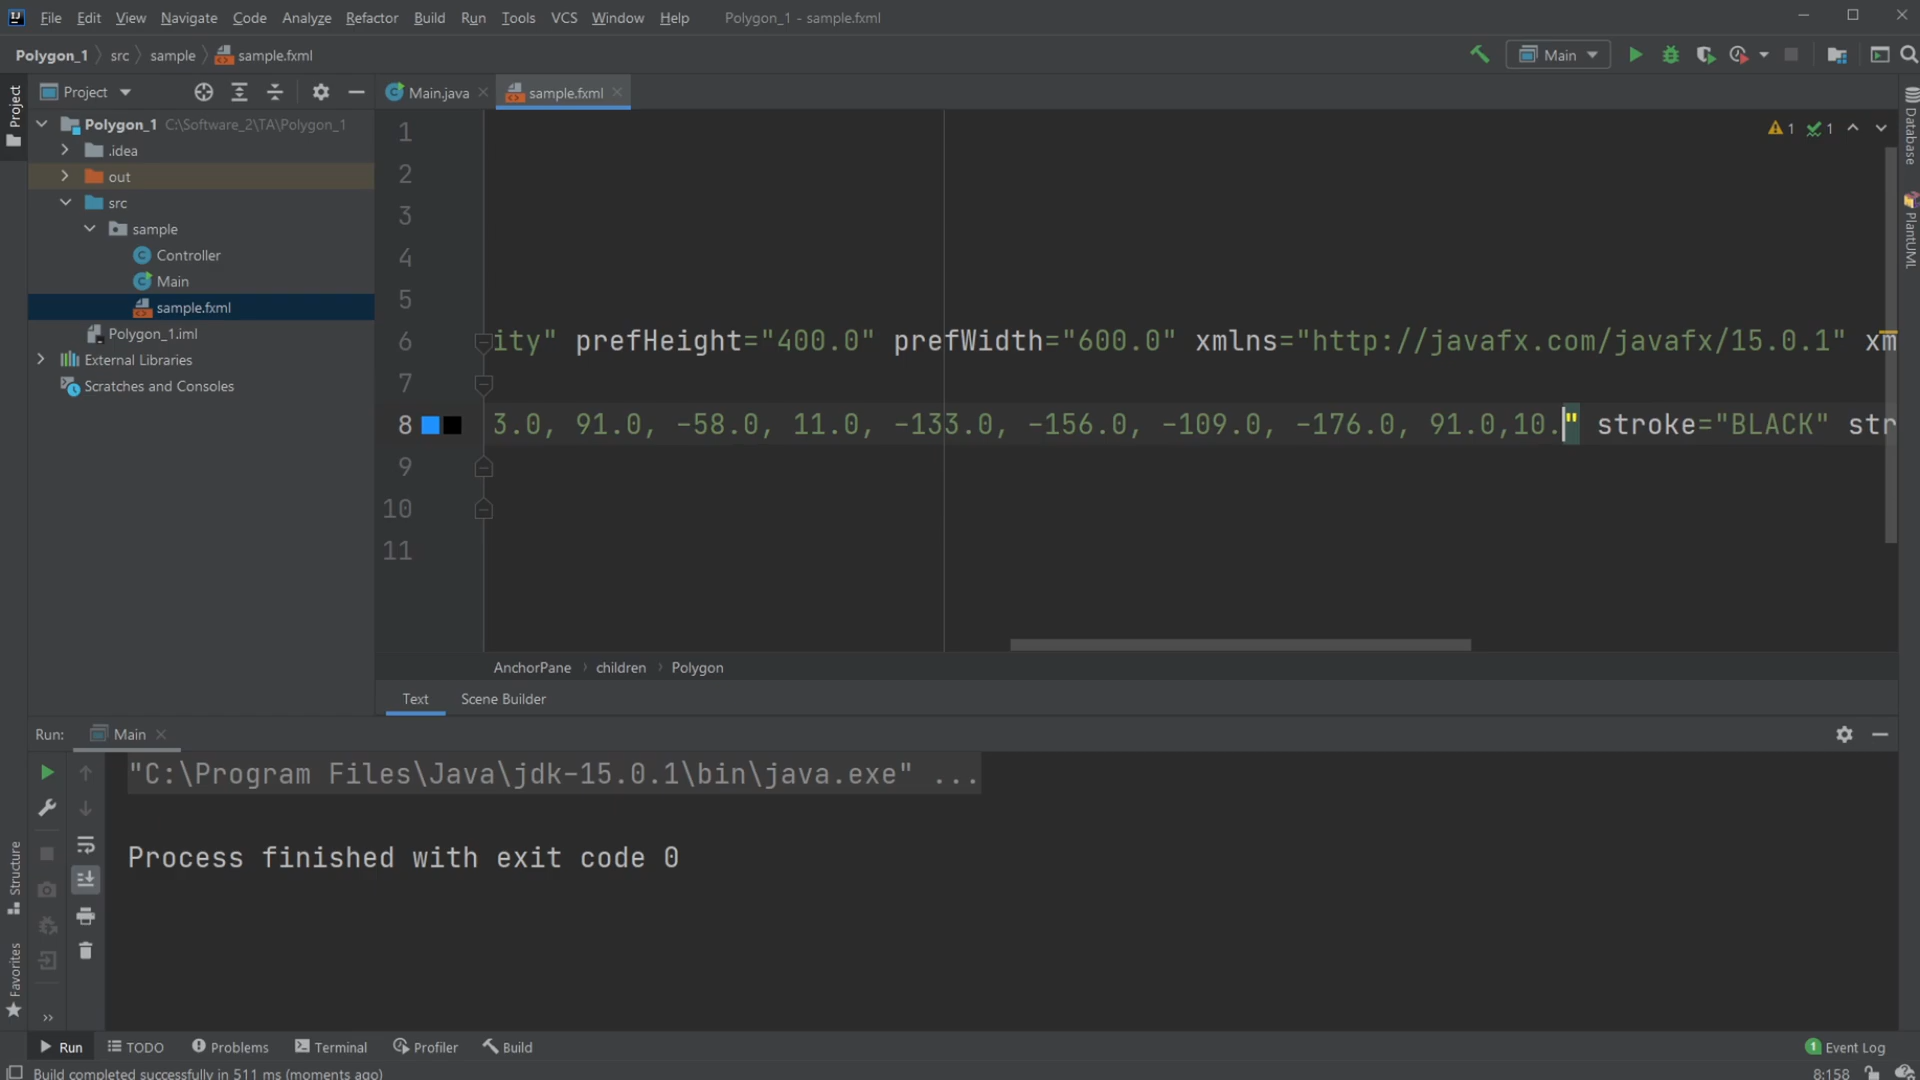 File Edit View Navigate Code Analyze Refactor Build Run Tools VCS Window Help Polygon_1 - sample.fxml
Polygon_1 src sample sample.fxml
Main
Project
Project
Main.java
sample.fxml
Polygon_1 C:\Software_2\TA\Polygon_1
.idea
out
src
sample
Controller
Main
sample.fxml
Polygon_1.iml
External Libraries
Scratches and Consoles
1
2
3
4
5
6 ity" prefHeight="400.0" prefWidth="600.0" xmlns="http://javafx.com/javafx/15.0.1" xm
7
8 3.0, 91.0, -58.0, 11.0, -133.0, -156.0, -109.0, -176.0, 91.0,10." stroke="BLACK" str
9
10
11
1 1
Database
PlantUML
AnchorPane children Polygon
Text Scene Builder
Run: Main
"C:\Program Files\Java\jdk-15.0.1\bin\java.exe" ...
Process finished with exit code 0
Structure
Favorites
Run TODO Problems Terminal Profiler Build
1 Event Log
Build completed successfully in 511 ms (moments ago)
8:158